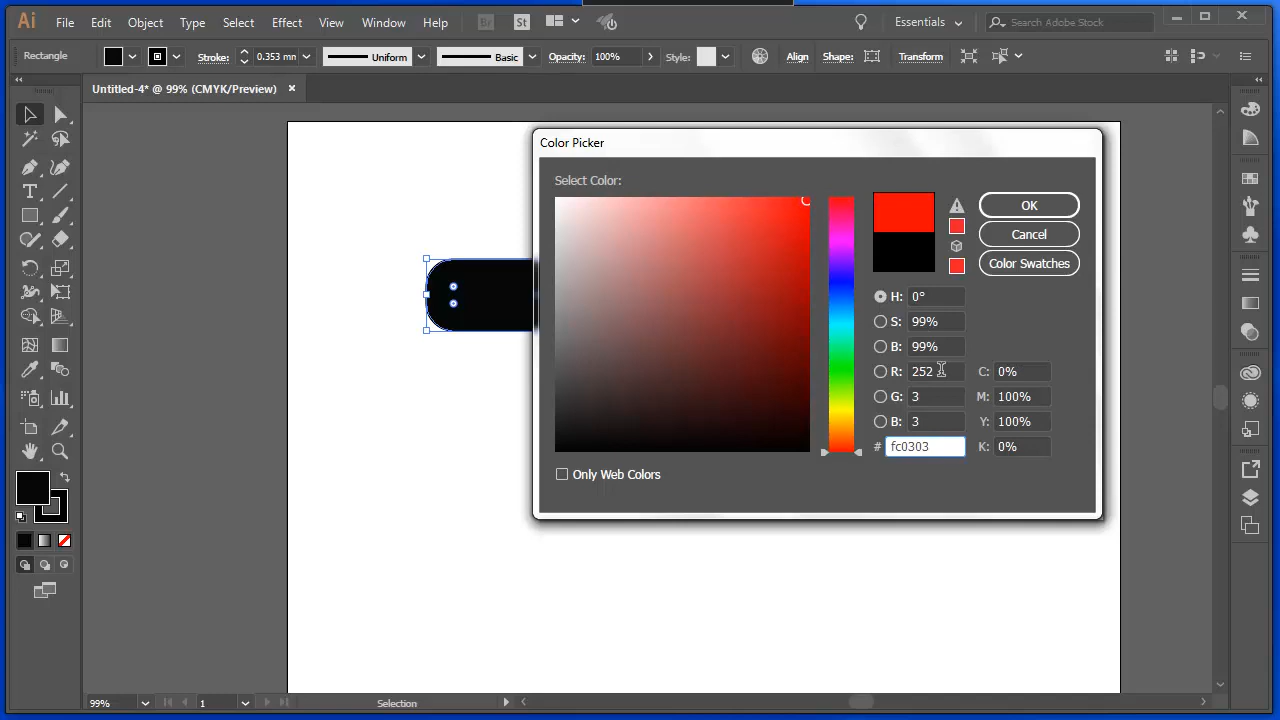 Ai File Edit Object Type Select Effect View Window Help Br St Essentials Search Adobe Stock
Rectangle Stroke: 0.353 mm Uniform Basic Opacity: 100% Style: Align Shape: Transform
Untitled-4* @ 99% (CMYK/Preview)
Color Picker
Select Color:
OK
Cancel
Color Swatches
H: 0°
S: 99%
B: 99%
R: 252 C: 0%
G: 3 M: 100%
B: 3 Y: 100%
# fc0303 K: 0%
Only Web Colors
99% 1 Selection